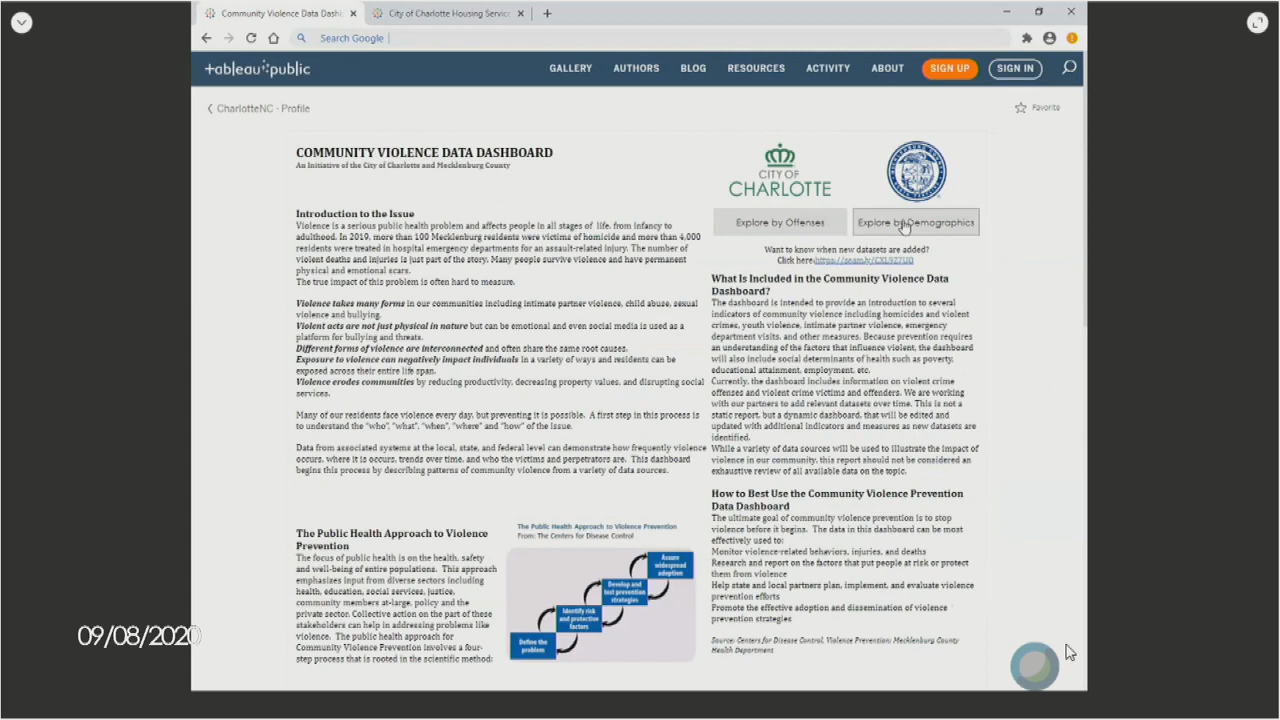 Community Violence Data Dashb
City of Charlotte Housing Service
Search Google
+ableau:public
GALLERY
AUTHORS
BLOG
RESOURCES
ACTIVITY
ABOUT
SIGN UP
SIGN IN
CharlotteNC - Profile
Favorite
COMMUNITY VIOLENCE DATA DASHBOARD
An Initiative of the City of Charlotte and Mecklenburg County
CITY OF
CHARLOTTE
Explore by Offenses
Explore by Demographics
Want to know when new datasets are added?
Click here:
Introduction to the Issue
Violence is a serious public health problem and affects people in all stages of life, from infancy to
adulthood. In 2019, more than 100 Mecklenburg residents were victims of homicide and more than 4,000
residents were treated in hospital emergency departments for an assault-related injury. The number of
violent deaths and injuries is just part of the story. Many people survive violence and have permanent
physical and emotional scars.
The true impact of this problem is often hard to measure.
Violence takes many forms in our communities including intimate partner violence, child abuse, sexual
violence and bullying.
Violent acts are not just physical in nature but can be emotional and even social media is used as a
platform for bullying and threats.
Different forms of violence are interconnected and often share the same root causes.
Exposure to violence can negatively impact individuals in a variety of ways and residents can be
exposed across their entire life span.
Violence erodes communities by reducing productivity, decreasing property values, and disrupting social
services.
Many of our residents face violence every day, but preventing it is possible. A first step in this process is
to understand the "who", "what", "when", "where" and "how" of the issue.
Data from associated systems at the local, state, and federal level can demonstrate how frequently violence
occurs, where it is occurs, trends over time, and who the victims and perpetrators are. This dashboard
begins this process by describing patterns of community violence from a variety of data sources.
What Is Included in the Community Violence Data
Dashboard?
The dashboard is intended to provide an introduction to several
indicators of community violence including homicides and violent
crimes, youth violence, intimate partner violence, emergency
department visits, and other measures. Because prevention requires
an understanding of the factors that influence violent, the dashboard
will also include social determinants of health such as poverty,
educational attainment, employment, etc.
Currently, the dashboard includes information on violent crime
offenses and violent crime victims and offenders. We are working
with our partners to add relevant datasets over time. This is not a
static report, but a dynamic dashboard, that will be edited and
updated with additional indicators and measures as new datasets are
identified.
While a variety of data sources will be used to illustrate the impact of
violence in our community, this report should not be considered an
exhaustive review of all available data on the topic.
How to Best Use the Community Violence Prevention
Data Dashboard
The ultimate goal of community violence prevention is to stop
violence before it begins. The data in this dashboard can be most
effectively used to:
Monitor violence-related behaviors, injuries, and deaths
Research and report on the factors that put people at risk or protect
them from violence
Help state and local partners plan, implement, and evaluate violence
prevention efforts
Promote the effective adoption and dissemination of violence
prevention strategies
Source: Centers for Disease Control, Violence Prevention; Mecklenburg County
Health Department
The Public Health Approach to Violence
Prevention
The focus of public health is on the health, safety
and well-being of entire populations. This approach
emphasizes input from diverse sectors including
health, education, social services, justice,
community members at-large, policy and the
private sector. Collective action on the part of these
stakeholders can help in addressing problems like
violence. The public health approach for
Community Violence Prevention involves a four-
step process that is rooted in the scientific method:
The Public Health Approach to Violence Prevention
From: The Centers for Disease Control
Assure
widespread
adoption
Develop and
test prevention
strategies
Identify risk
and protective
factors
Define the
problem
09/08/2020